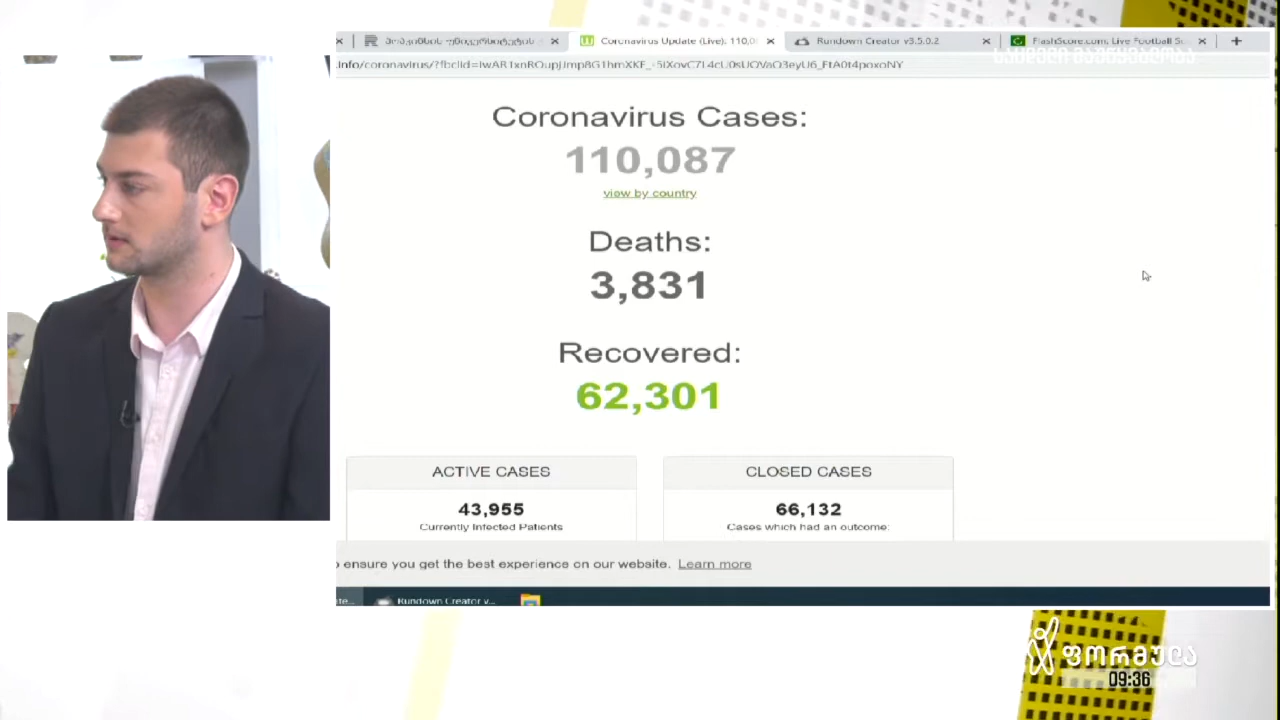 Coronavirus Update (Live): 110,0
Rundown Creator v3.5.0.2
FlashScore.com, Live Football S
Coronavirus Cases:
110,087
view by country
Deaths:
3,831
Recovered:
62,301
ACTIVE CASES
CLOSED CASES
43,955
66,132
Currently Infected Patients
Cases which had an outcome:
ensure you get the best experience on our website. Learn more
Rundown Creator v...
ფორმულა
09:36